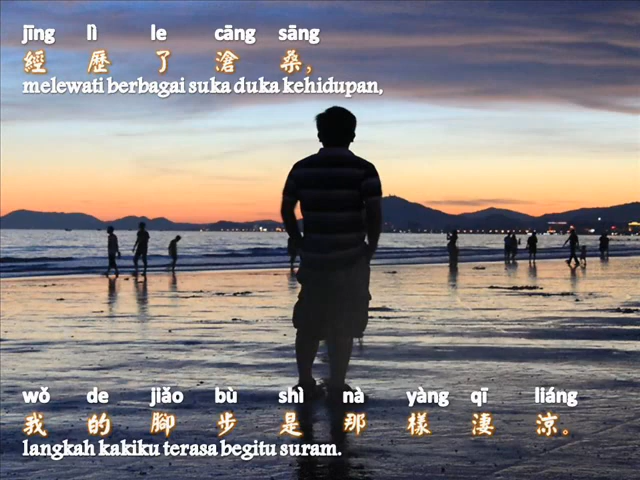 jīng lì le cāng sāng
經歷了滄桑，
melewati berbagai suka duka kehidupan,
wǒ de jiǎo bù shì nà yàng qī liáng
我的腳步是那樣淒涼。
langkah kakiku terasa begitu suram.